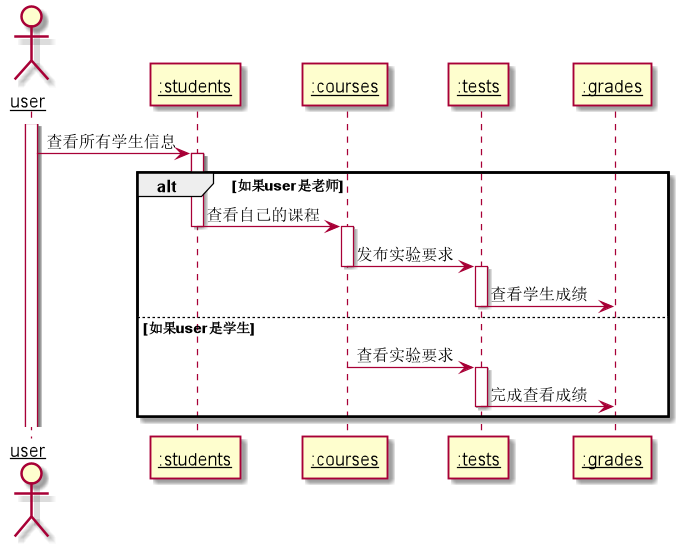 user
:students
:courses
:tests
:grades
查看所有学生信息
alt
[如果user是老师]
查看自己的课程
发布实验要求
查看学生成绩
[如果user是学生]
查看实验要求
完成查看成绩
user
:students
:courses
:tests
:grades